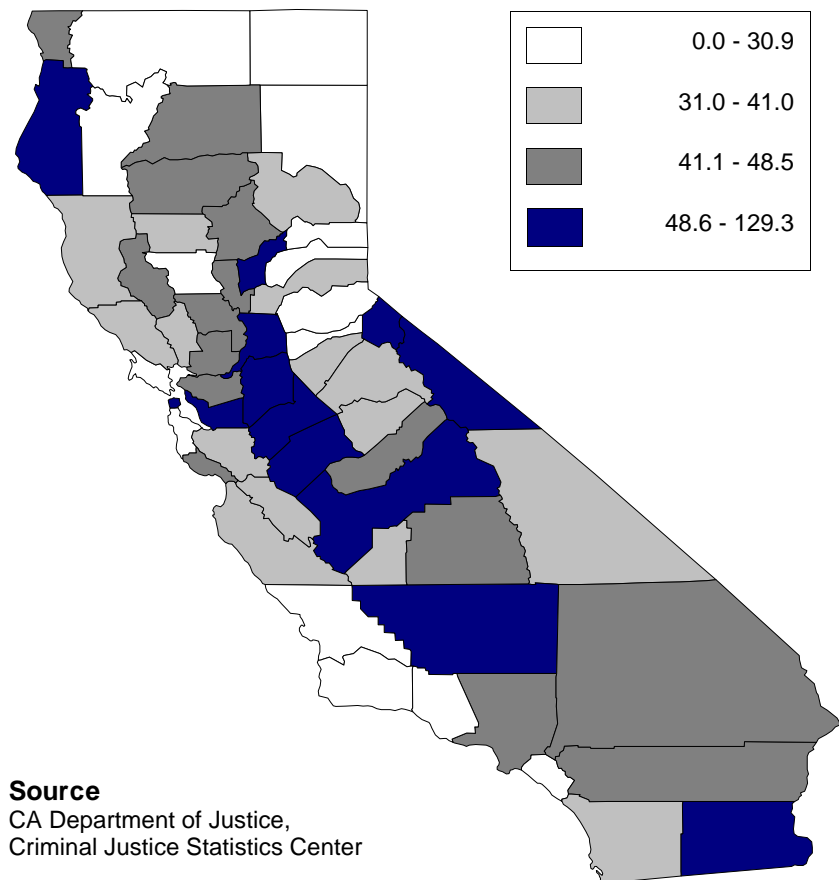 0.0 - 30.9
31.0 - 41.0
41.1 - 48.5
48.6 - 129.3
Source
CA Department of Justice,
Criminal Justice Statistics Center